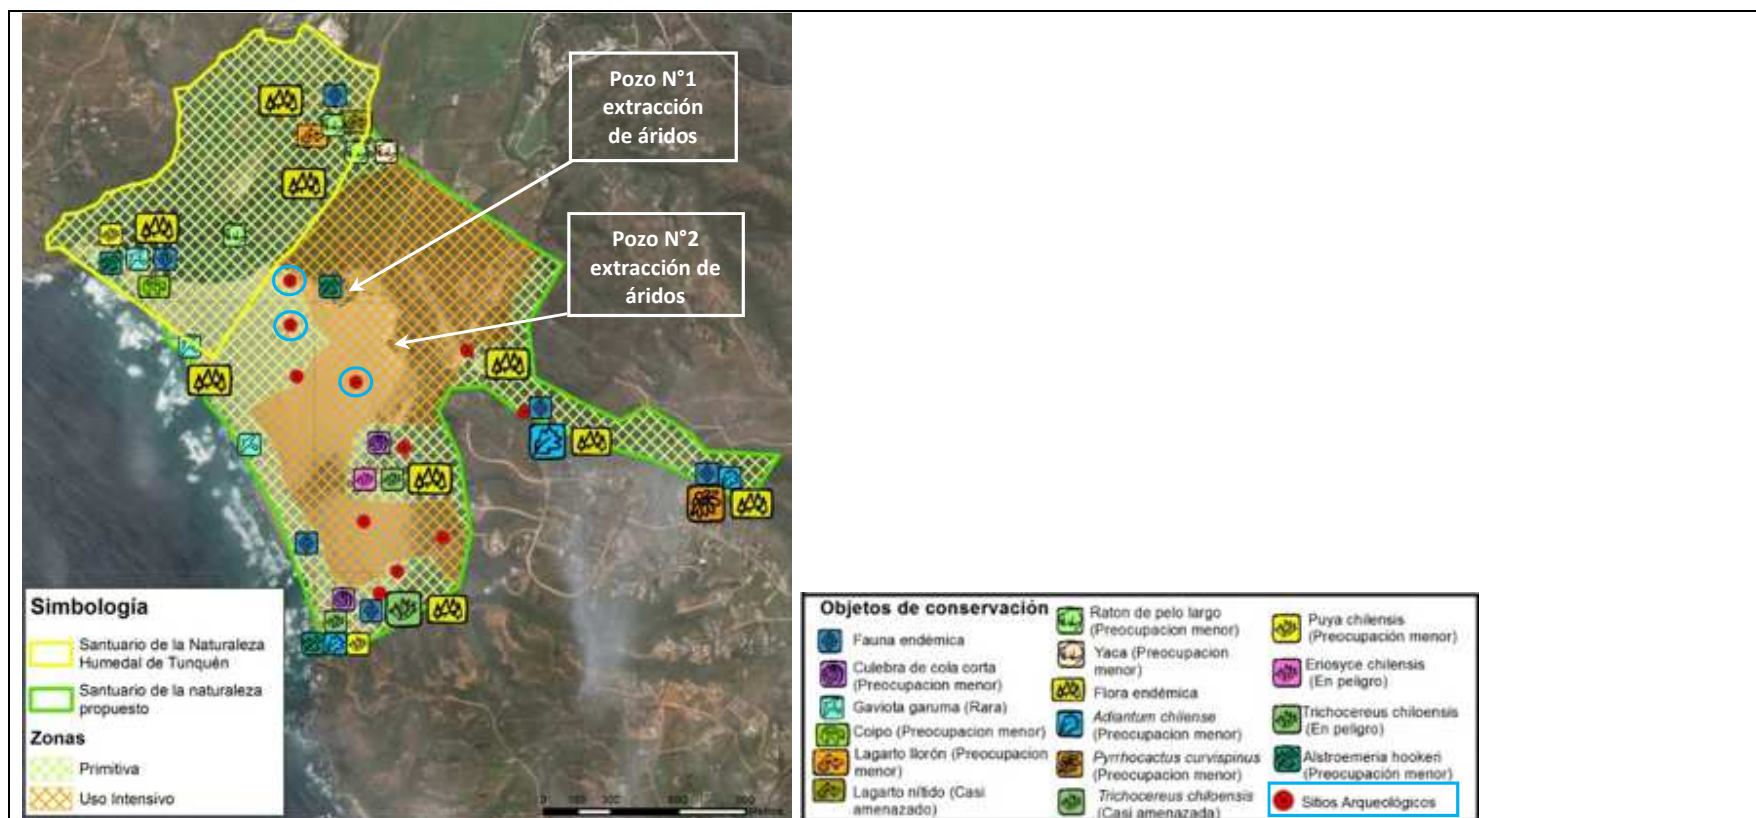 Pozo N°1
extracción
de áridos
Pozo N°2
extracción de
áridos
Simbología
Santuario de la Naturaleza
Humedal de Tunquén
Santuario de la naturaleza
propuesto
Zonas
Primitiva
Uso Intensivo
Objetos de conservación
Fauna endémica
Culebra de cola corta
(Preocupacion menor)
Gaviota garuma (Rara)
Coipo (Preocupacion menor)
Lagarto llorón (Preocupacion
menor)
Lagarto nítido (Casi
amenazado)
Raton de pelo largo
(Preocupacion menor)
Yaca (Preocupacion
menor)
Flora endémica
Adiantum chilense
(Preocupacion menor)
Pyrrhocactus curvispinus
(Preocupacion menor)
Trichocereus chiloensis
(Casi amenazada)
Puya chilensis
(Preocupación menor)
Eriosyce chilensis
(En peligro)
Trichocereus chiloensis
(En peligro)
Alstroemeria hookeri
(Preocupación menor)
Sitios Arqueológicos